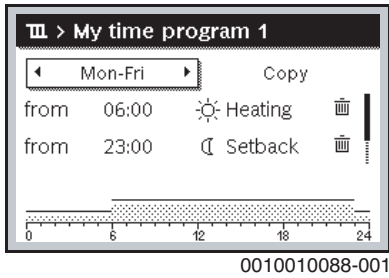 > My time program 1
Mon-Fri Copy
from 06:00 Heating
from 23:00 Setback
0 6 12 18 24
0010010088-001